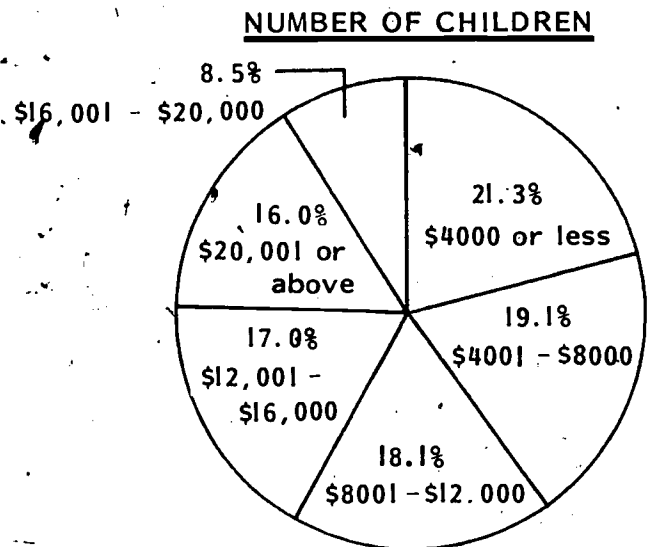 NUMBER OF CHILDREN
8.5%
$16,001 - $20,000
21.3%
$4000 or less
16.0%
$20,001 or
above
19.1%
$4001 - $8000
17.0%
$12,001 -
$16,000
18.1%
$8001 - $12.000